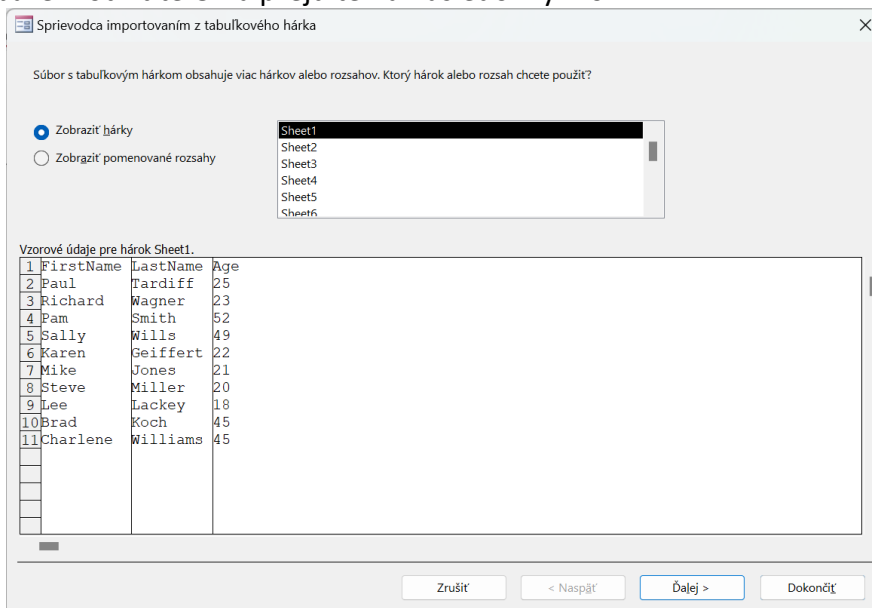 Sprievodca importovaním z tabuľkového hárka
Súbor s tabuľkovým hárkom obsahuje viac hárkov alebo rozsahov. Ktorý hárok alebo rozsah chcete použiť?
Zobraziť hárky
Zobraziť pomenované rozsahy
Sheet1
Sheet2
Sheet3
Sheet4
Sheet5
Sheet6
Vzorové údaje pre hárok Sheet1.
1 FirstName LastName Age
2 Paul Tardiff 25
3 Richard Wagner 23
4 Pam Smith 52
5 Sally Wills 49
6 Karen Geiffert 22
7 Mike Jones 21
8 Steve Miller 20
9 Lee Lackey 18
10 Brad Koch 45
11 Charlene Williams 45
Zrušiť < Naspäť Ďalej > Dokončiť